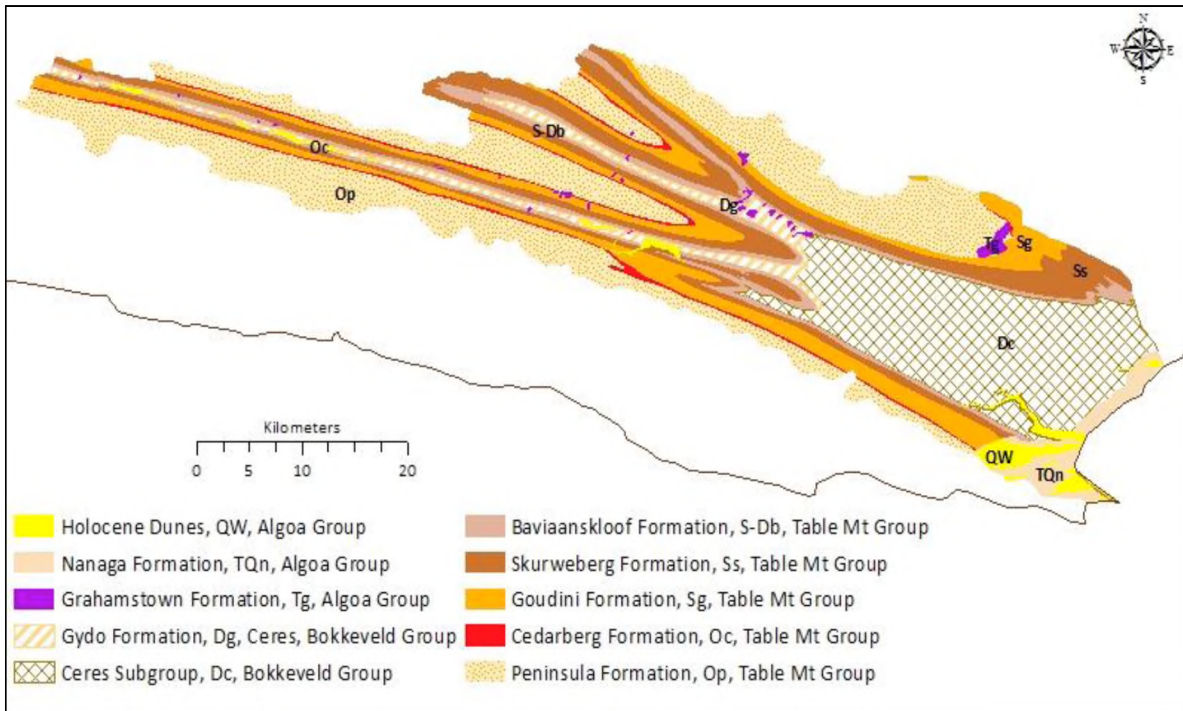 N
W E
S
S-Db
Oc
Op
Dg
Tg
Sg
Ss
Dc
Kilometers
0 5 10 20
QW
TQn
Holocene Dunes, QW, Algoa Group
Nanaga Formation, TQn, Algoa Group
Grahamstown Formation, Tg, Algoa Group
Gydo Formation, Dg, Ceres, Bokkeveld Group
Ceres Subgroup, Dc, Bokkeveld Group
Baviaanskloof Formation, S-Db, Table Mt Group
Skurweberg Formation, Ss, Table Mt Group
Goudini Formation, Sg, Table Mt Group
Cedarberg Formation, Oc, Table Mt Group
Peninsula Formation, Op, Table Mt Group